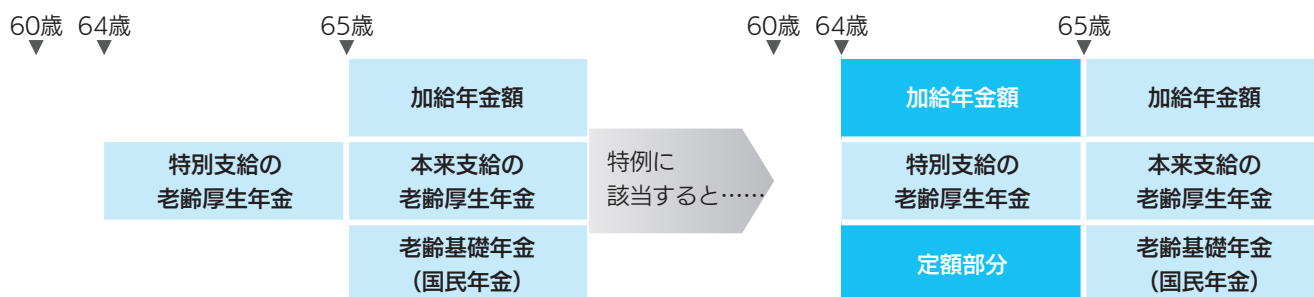 60歳 64歳 65歳 60歳 64歳 65歳
加給年金額
特別支給の
老齢厚生年金
本来支給の
老齢厚生年金
老齢基礎年金
(国民年金)
特例に
該当すると……
加給年金額
加給年金額
特別支給の
老齢厚生年金
本来支給の
老齢厚生年金
定額部分
老齢基礎年金
(国民年金)